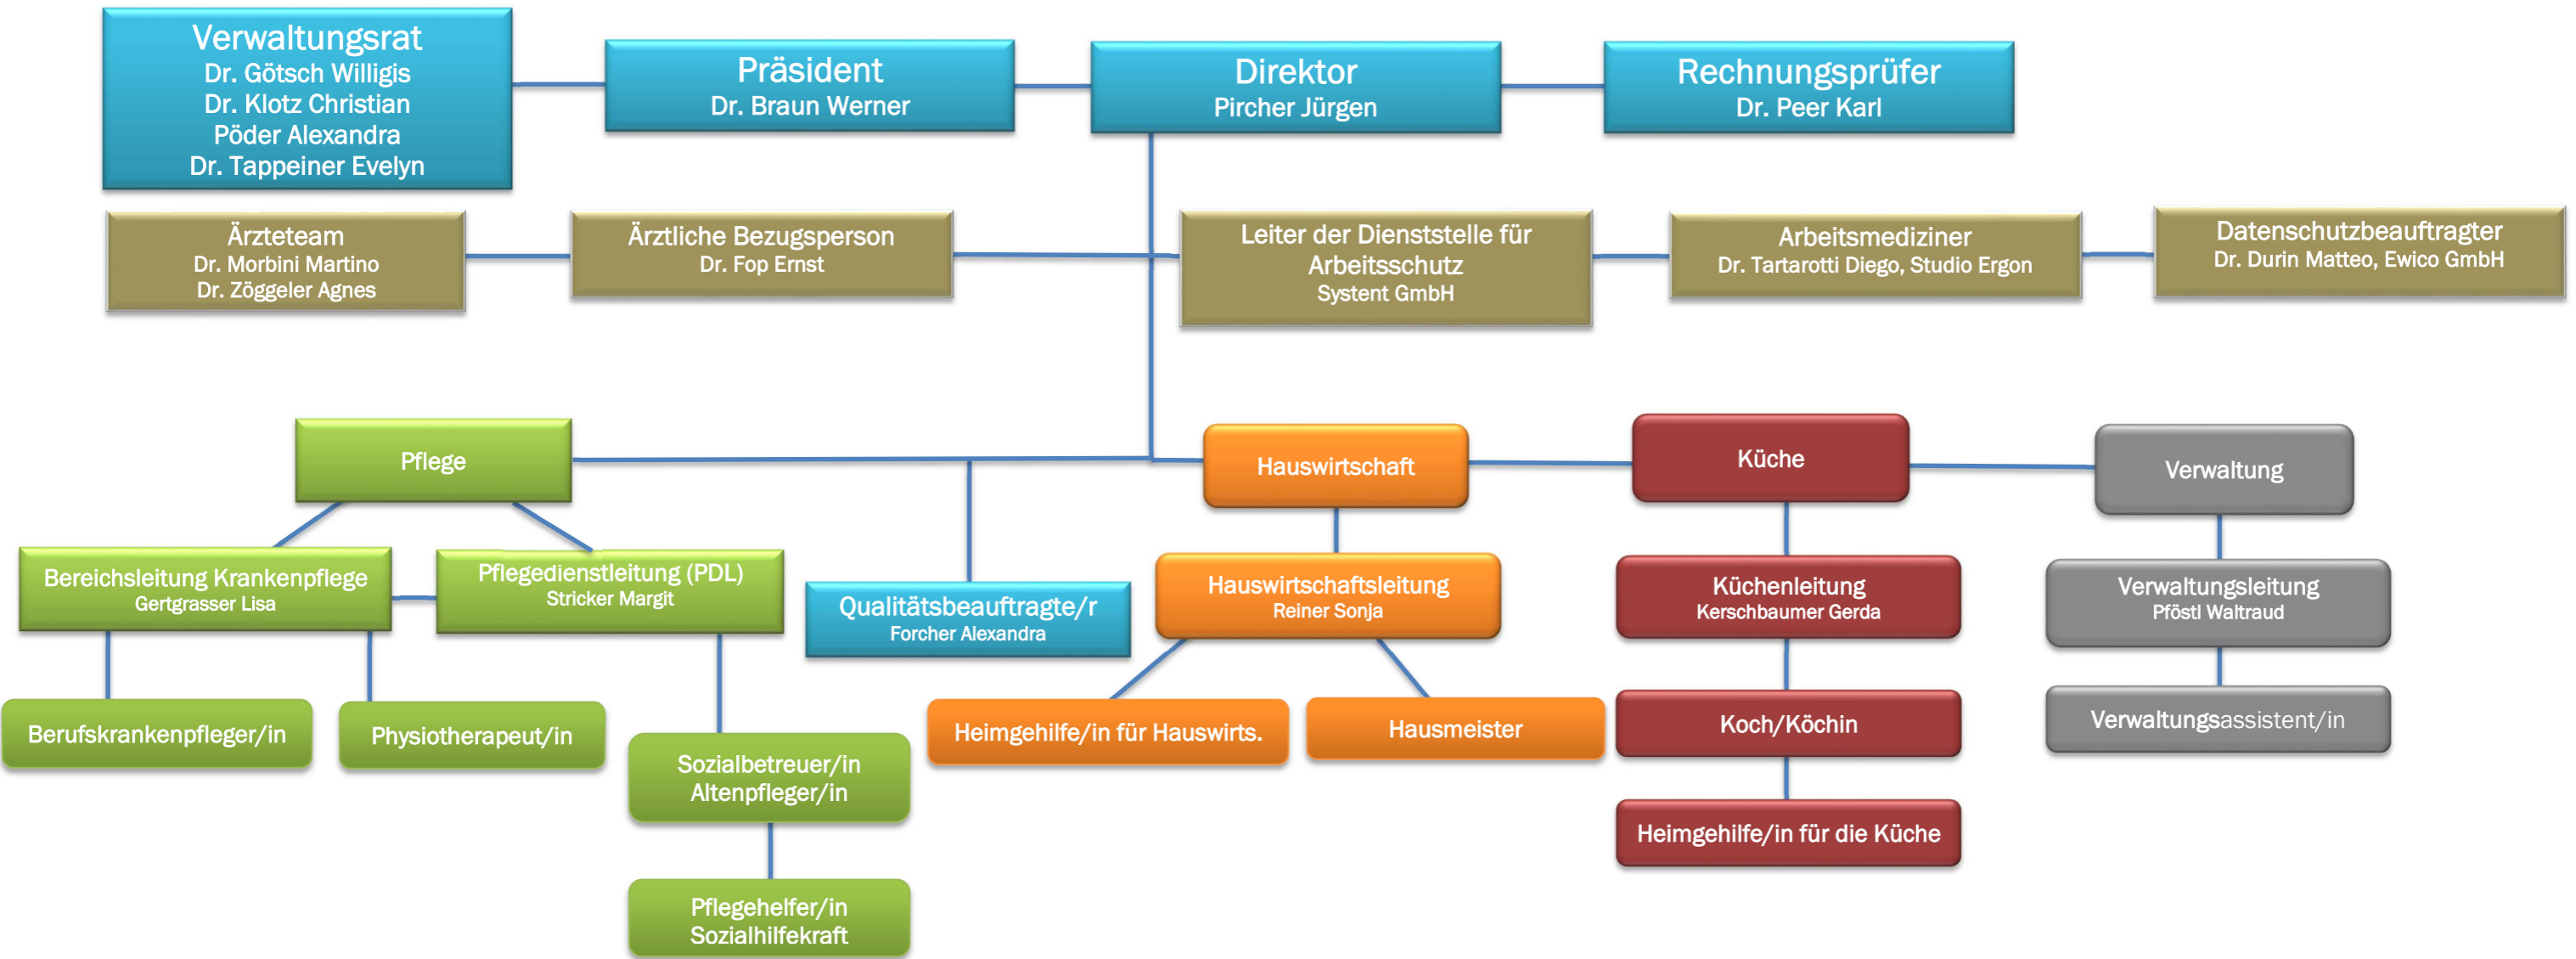 Verwaltungsrat
Dr. Götsch Willigis
Dr. Klotz Christian
Pöder Alexandra
Dr. Tappeiner Evelyn
Präsident
Dr. Braun Werner
Direktor
Pircher Jürgen
Rechnungsprüfer
Dr. Peer Karl
Ärzteteam
Dr. Morbini Martino
Dr. Zöggeler Agnes
Ärztliche Bezugsperson
Dr. Fop Ernst
Leiter der Dienststelle für
Arbeitsschutz
Systent GmbH
Arbeitsmediziner
Dr. Tartarotti Diego, Studio Ergon
Datenschutzbeauftragter
Dr. Durin Matteo, Ewico GmbH
Pflege
Hauswirtschaft
Küche
Verwaltung
Bereichsleitung Krankenpflege
Gertgrasser Lisa
Pflegedienstleitung (PDL)
Stricker Margit
Qualitätsbeauftragte/r
Forcher Alexandra
Hauswirtschaftsleitung
Reiner Sonja
Küchenleitung
Kerschbaumer Gerda
Verwaltungsleitung
Pföstl Waltraud
Berufskrankenpfleger/in
Physiotherapeut/in
Sozialbetreuer/in
Altenpfleger/in
Heimgehilfe/in für Hauswirts.
Hausmeister
Koch/Köchin
Verwaltungsassistent/in
Heimgehilfe/in für die Küche
Pflegehelfer/in
Sozialhilfekraft